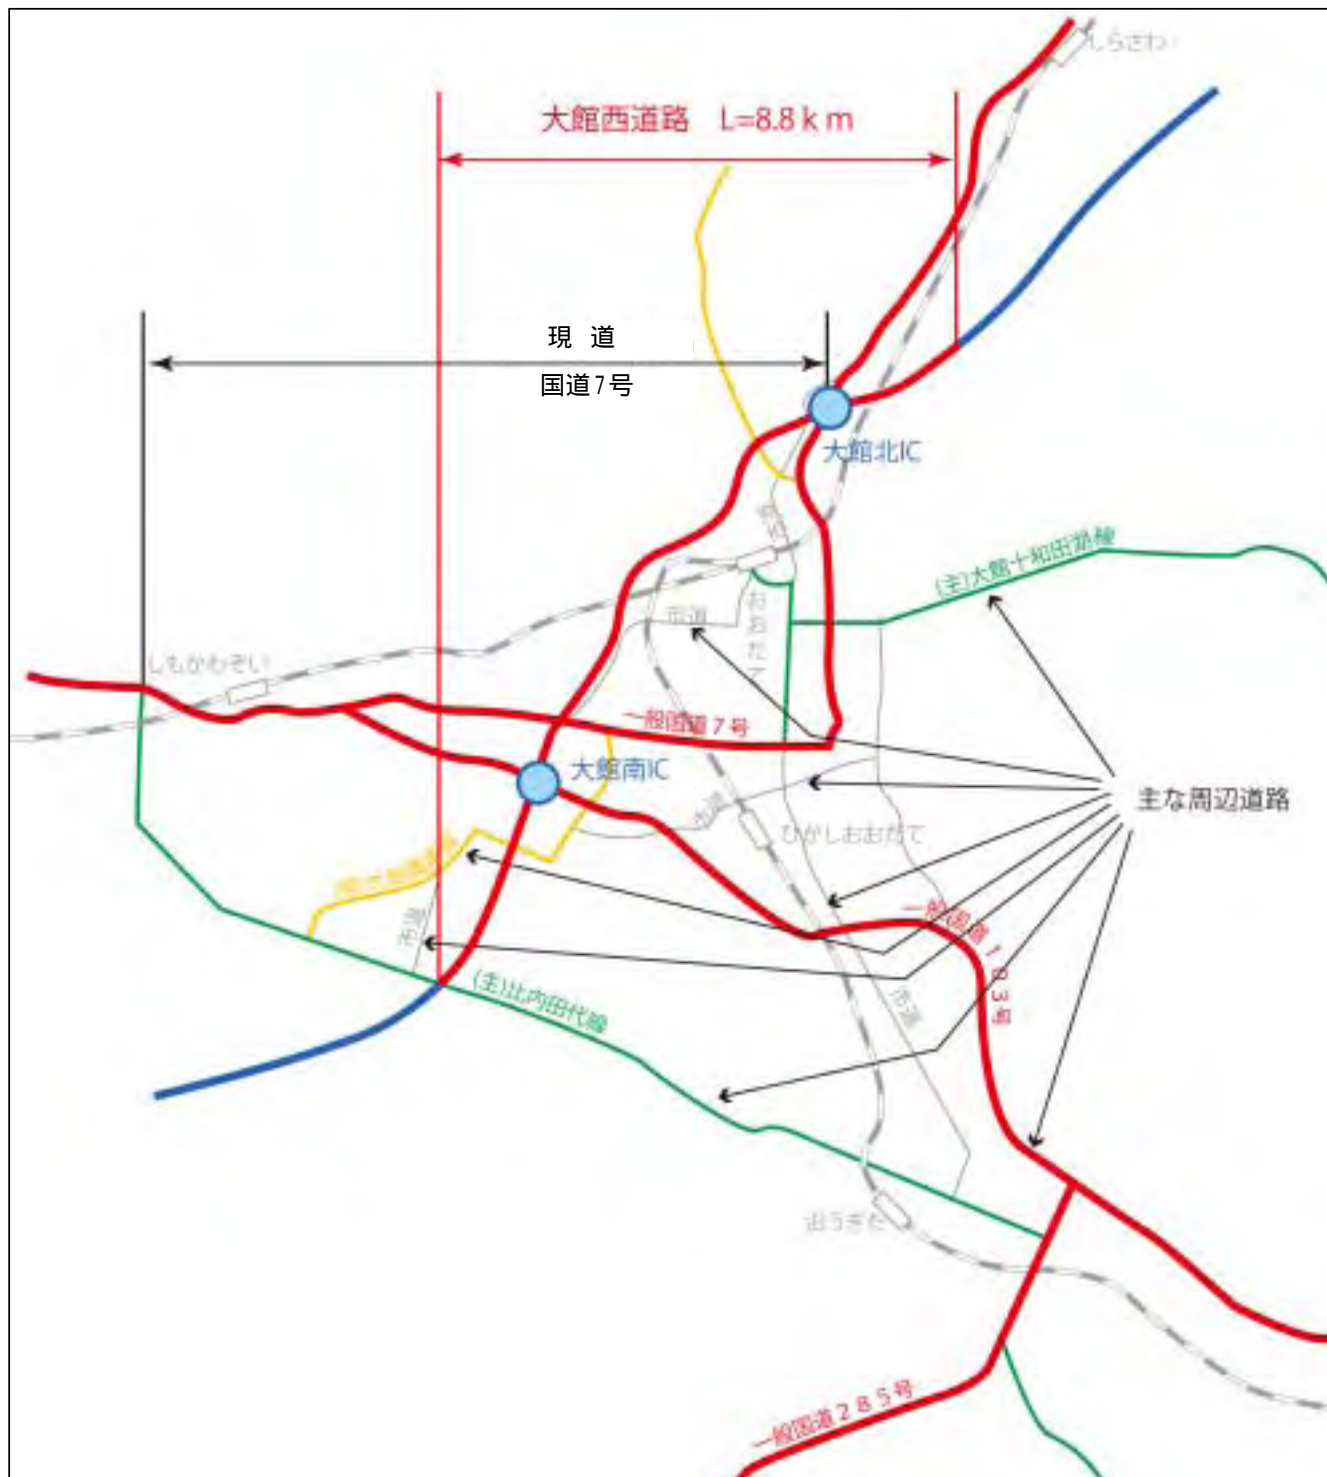 しらさわ
大館西道路 L=8.8km
現道
国道7号
大館北IC
市道
(主)大館十和田湖線
おおだて
市道
しもかわぞい
一般国道7号
大館南IC
主な周辺道路
市道
ひがしおおだて
市道
一般国道103号
(主)比内田代線
市道
おうぎた
一般国道285号